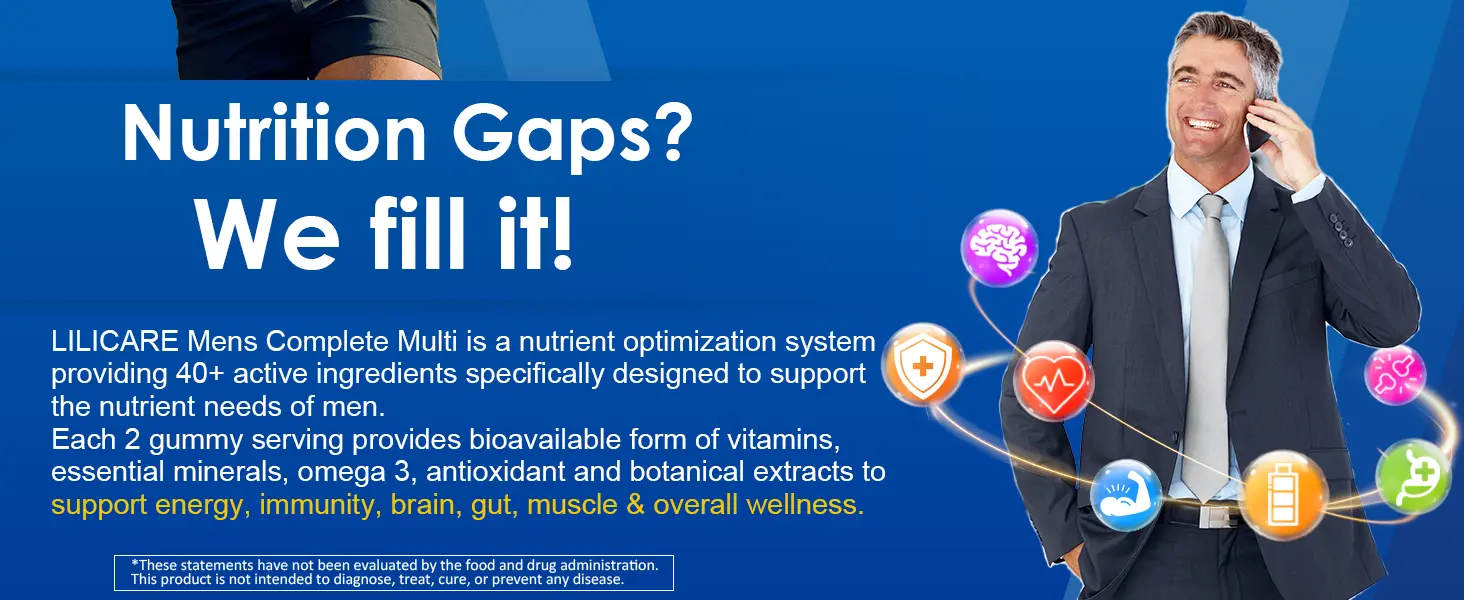 Nutrition Gaps?
We fill it!
LILICARE Mens Complete Multi is a nutrient optimization system
providing 40+ active ingredients specifically designed to support
the nutrient needs of men.
Each 2 gummy serving provides bioavailable form of vitamins,
essential minerals, omega 3, antioxidant and botanical extracts to
support energy, immunity, brain, gut, muscle & overall wellness.
*These statements have not been evaluated by the food and drug administration.
This product is not intended to diagnose, treat, cure, or prevent any disease.